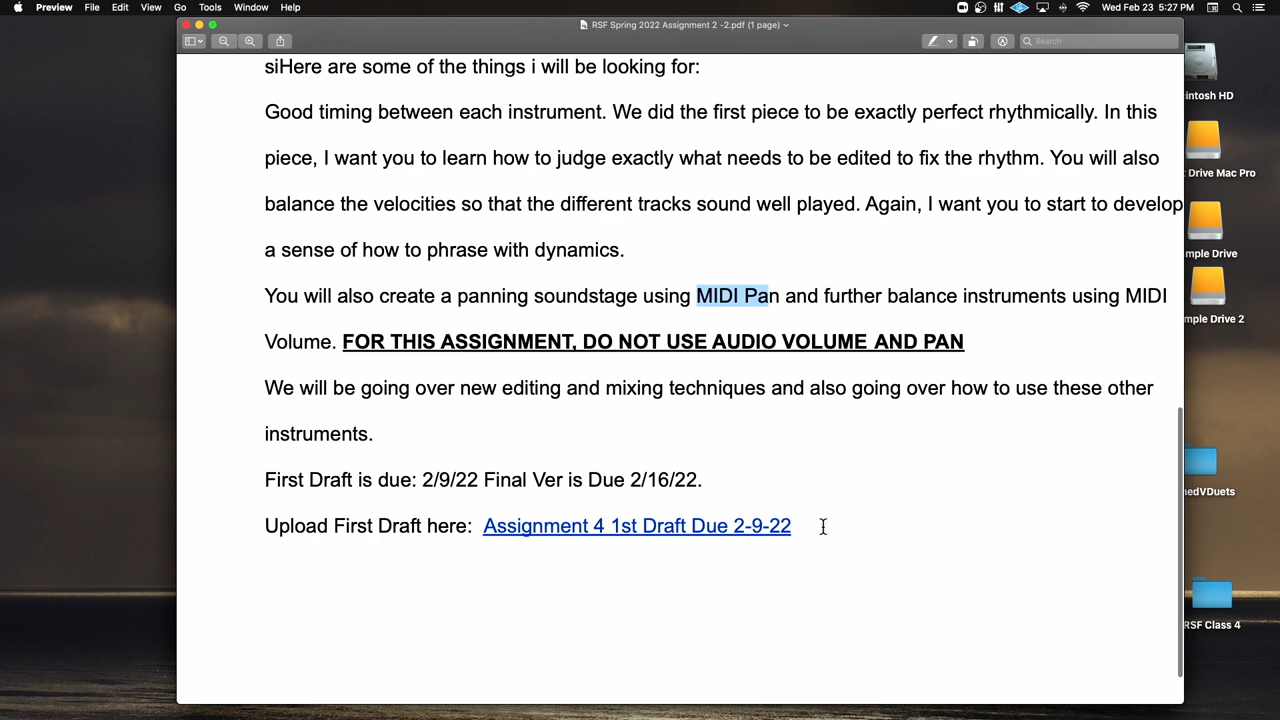 Preview File Edit View Go Tools Window Help
Wed Feb 23 5:27 PM
RSF Spring 2022 Assignment 2 -2.pdf (1 page)
Search
siHere are some of the things i will be looking for:
Good timing between each instrument. We did the first piece to be exactly perfect rhythmically. In this
piece, I want you to learn how to judge exactly what needs to be edited to fix the rhythm. You will also
balance the velocities so that the different tracks sound well played. Again, I want you to start to develop
a sense of how to phrase with dynamics.
You will also create a panning soundstage using MIDI Pan and further balance instruments using MIDI
Volume. FOR THIS ASSIGNMENT, DO NOT USE AUDIO VOLUME AND PAN
We will be going over new editing and mixing techniques and also going over how to use these other
instruments.
First Draft is due: 2/9/22 Final Ver is Due 2/16/22.
Upload First Draft here: Assignment 4 1st Draft Due 2-9-22
intosh HD
t Drive Mac Pro
mple Drive
mple Drive 2
nedVDuets
RSF Class 4